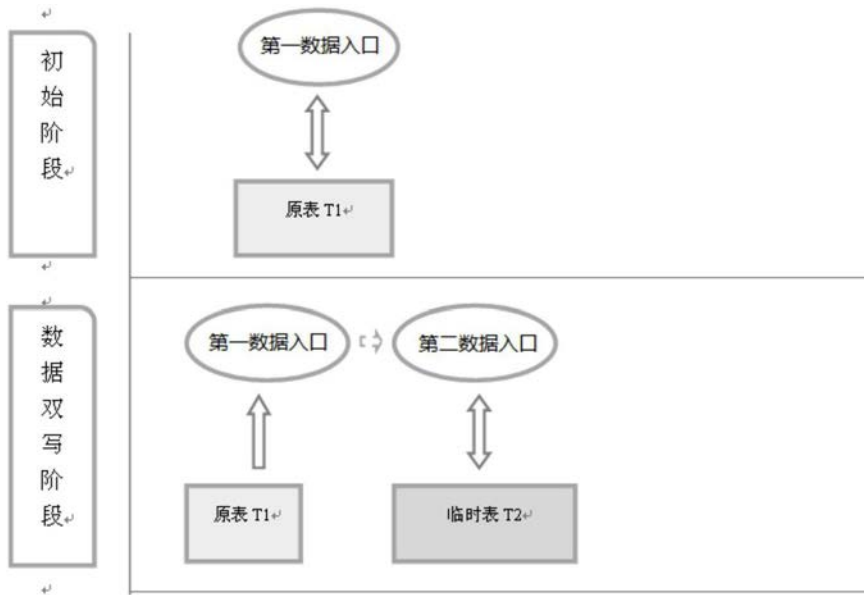 初始阶段
第一数据入口
原表 T1
数据双写阶段
第一数据入口
第二数据入口
原表 T1
临时表 T2